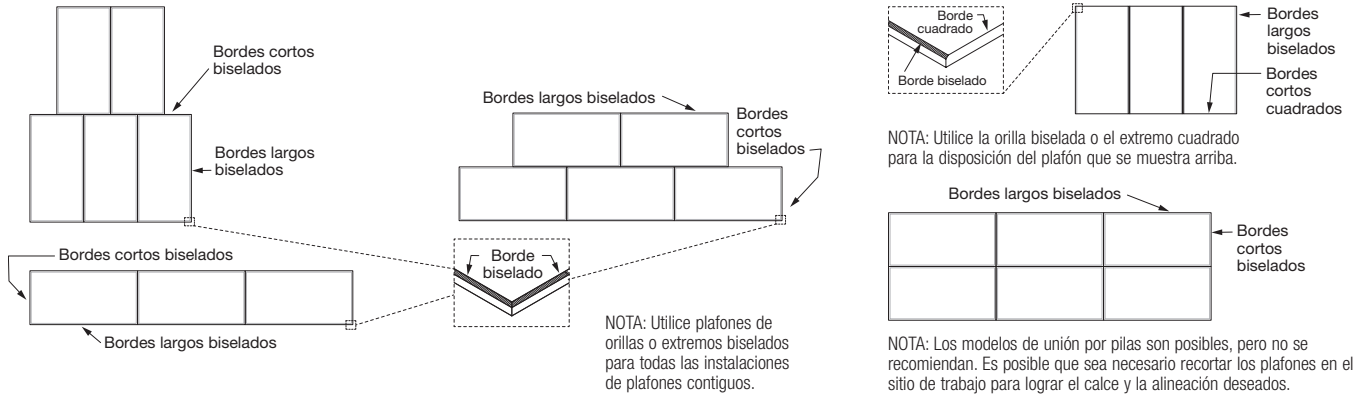 Bordes cortos
biselados
Bordes largos
biselados
Bordes cortos biselados
Bordes largos biselados
Bordes largos biselados
Bordes
cortos
biselados
Borde
biselado
NOTA: Utilice plafones de
orillas o extremos biselados
para todas las instalaciones
de plafones contiguos.
Borde
cuadrado
Borde biselado
Bordes
largos
biselados
Bordes
cortos
cuadrados
NOTA: Utilice la orilla biselada o el extremo cuadrado
para la disposición del plafón que se muestra arriba.
Bordes largos biselados
Bordes
cortos
biselados
NOTA: Los modelos de unión por pilas son posibles, pero no se
recomiendan. Es posible que sea necesario recortar los plafones en el
sitio de trabajo para lograr el calce y la alineación deseados.